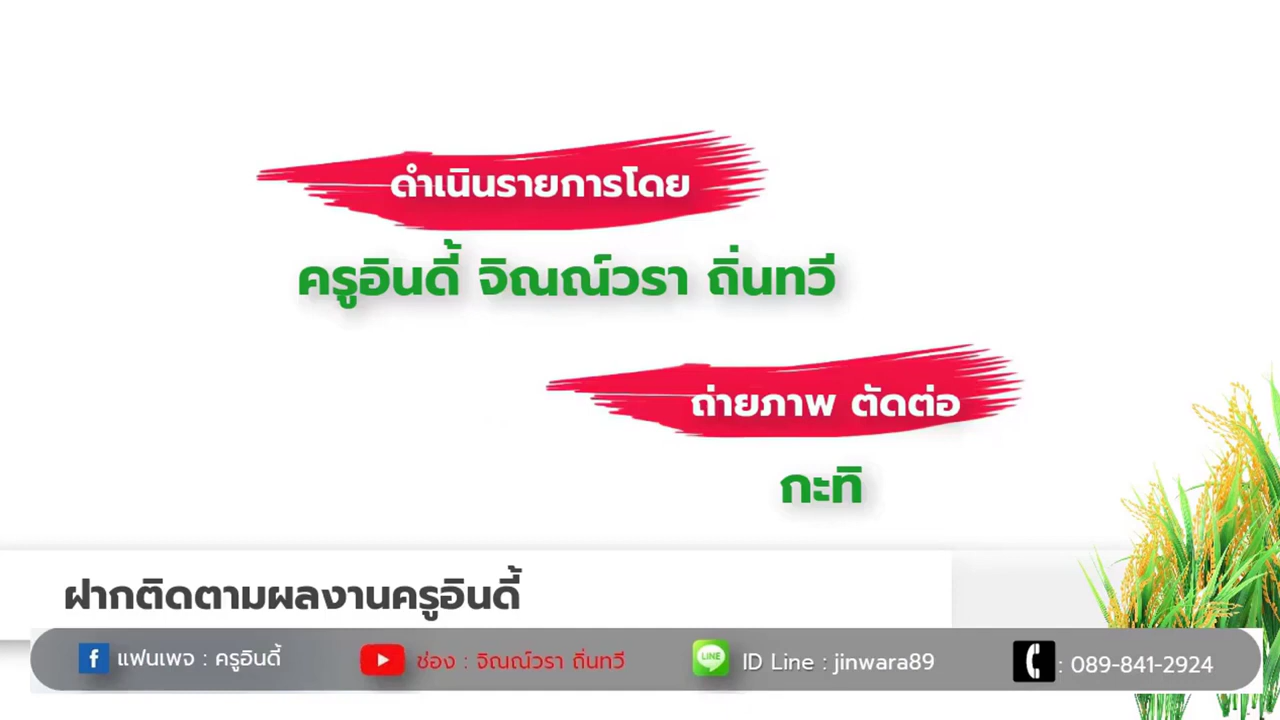 ดำเนินรายการโดย
ครูอินดี้ จิณณ์วรา ถิ่นทวี
ถ่ายภาพ ตัดต่อ
กะทิ
ฝากติดตามผลงานครูอินดี้
แฟนเพจ : ครูอินดี้
ช่อง : จิณณ์วรา ถิ่นทวี
LINE ID Line : jinwara89
: 089-841-2924